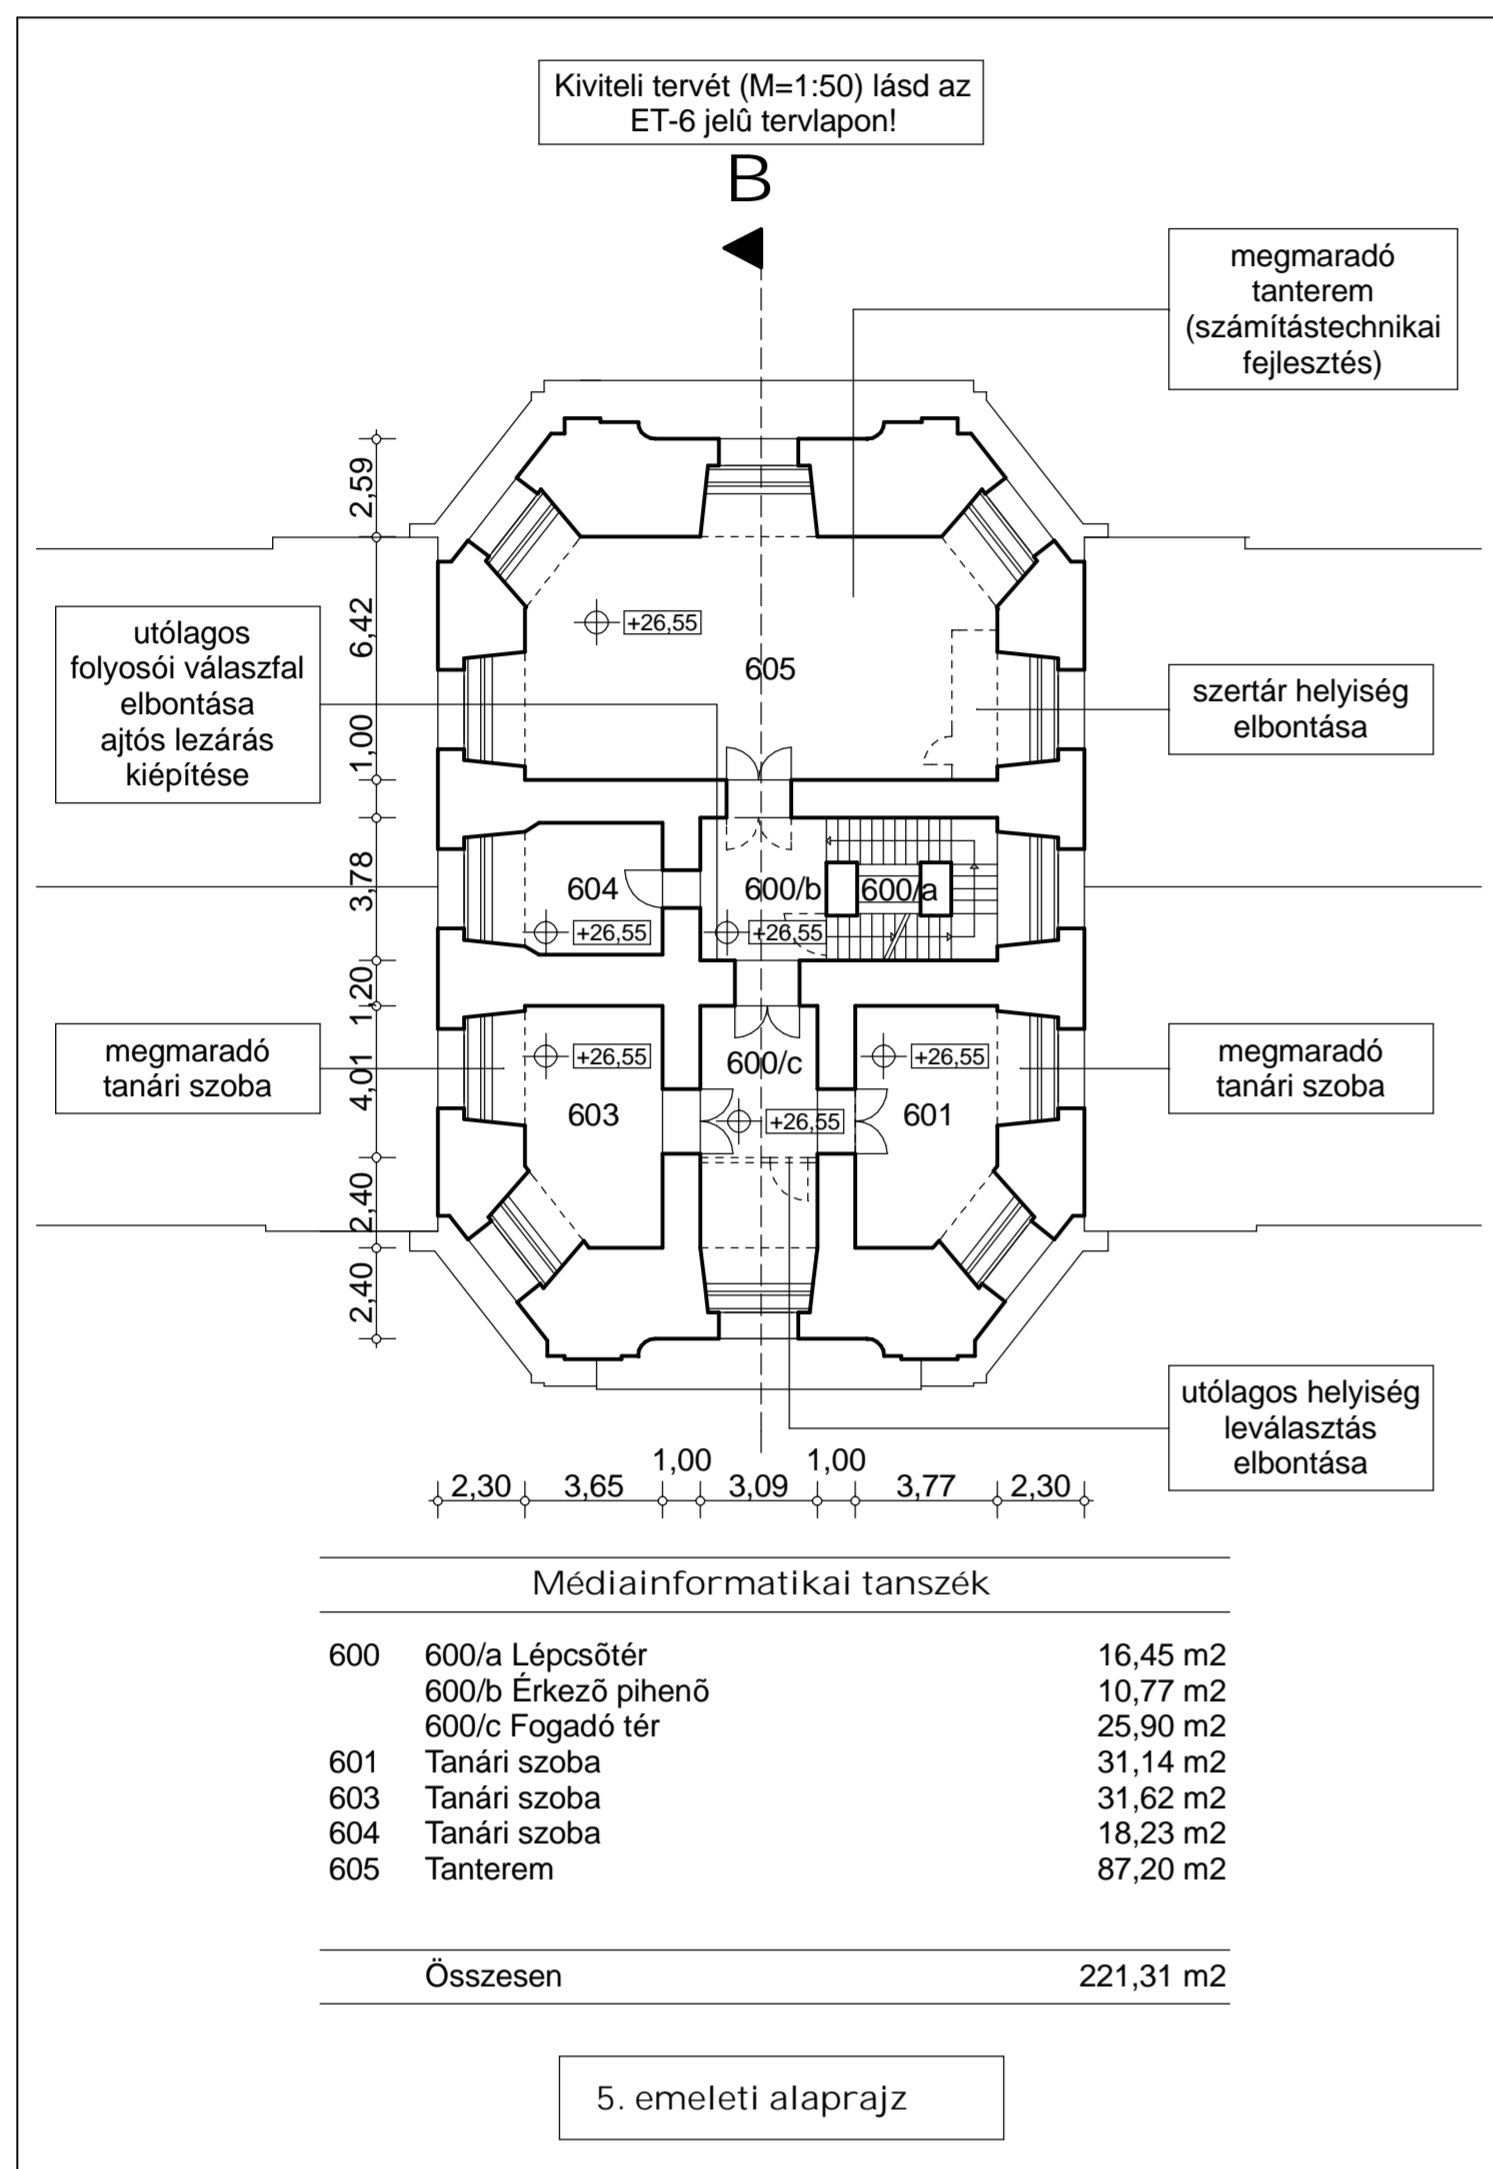 Kiviteli tervét (M=1:50) lásd az
ET-6 jelû tervlapon!
B
megmaradó
tanterem
(számítástechnikai
fejlesztés)
utólagos
folyosói válaszfal
elbontása
ajtós lezárás
kiépítése
szertár helyiség
elbontása
megmaradó
tanári szoba
megmaradó
tanári szoba
utólagos helyiség
leválasztás
elbontása
2,59
6,42
1,00
3,78
1,20
4,01
2,40
2,40
+26,55
605
604
+26,55
600/b
600/a
+26,55
+26,55
603
600/c
+26,55
+26,55
601
2,30
3,65
1,00
3,09
1,00
3,77
2,30
Médiainformatikai tanszék
600 600/a Lépcsõtér 16,45 m2
600/b Érkezõ pihenõ 10,77 m2
600/c Fogadó tér 25,90 m2
601 Tanári szoba 31,14 m2
603 Tanári szoba 31,62 m2
604 Tanári szoba 18,23 m2
605 Tanterem 87,20 m2
Összesen 221,31 m2
5. emeleti alaprajz